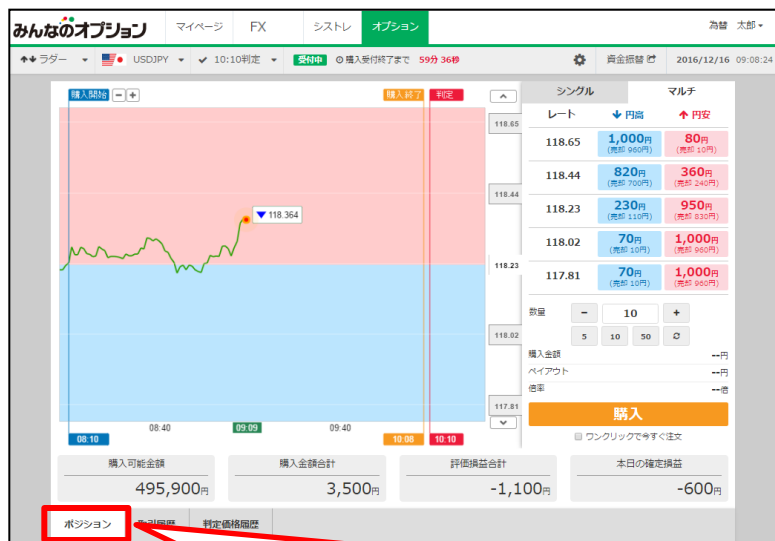 みんなのオプション マイページ FX シストレ オプション 為替 太郎
ラダー USDJPY 10:10判定 受付中 購入受付終了まで 59分 36秒 資金振替 2016/12/16 09:08:24
購入開始 − + 購入終了 判定
118.65
118.44
118.364
118.23
118.02
117.81
08:40 09:09 09:40
08:10 10:08 10:10
シングル マルチ
レート 円高 円安
118.65 1,000円 80円
(売却 960円) (売却 10円)
118.44 820円 360円
(売却 700円) (売却 240円)
118.23 230円 950円
(売却 110円) (売却 830円)
118.02 70円 1,000円
(売却 10円) (売却 960円)
117.81 70円 1,000円
(売却 10円) (売却 960円)
数量 − 10 +
5 10 50
購入金額 --円
ペイアウト --円
倍率 --倍
購入
ワンクリックで今すぐ注文
購入可能金額 購入金額合計 評価損益合計 本日の確定損益
495,900円 3,500円 -1,100円 -600円
ポジション 取引履歴 判定価格履歴